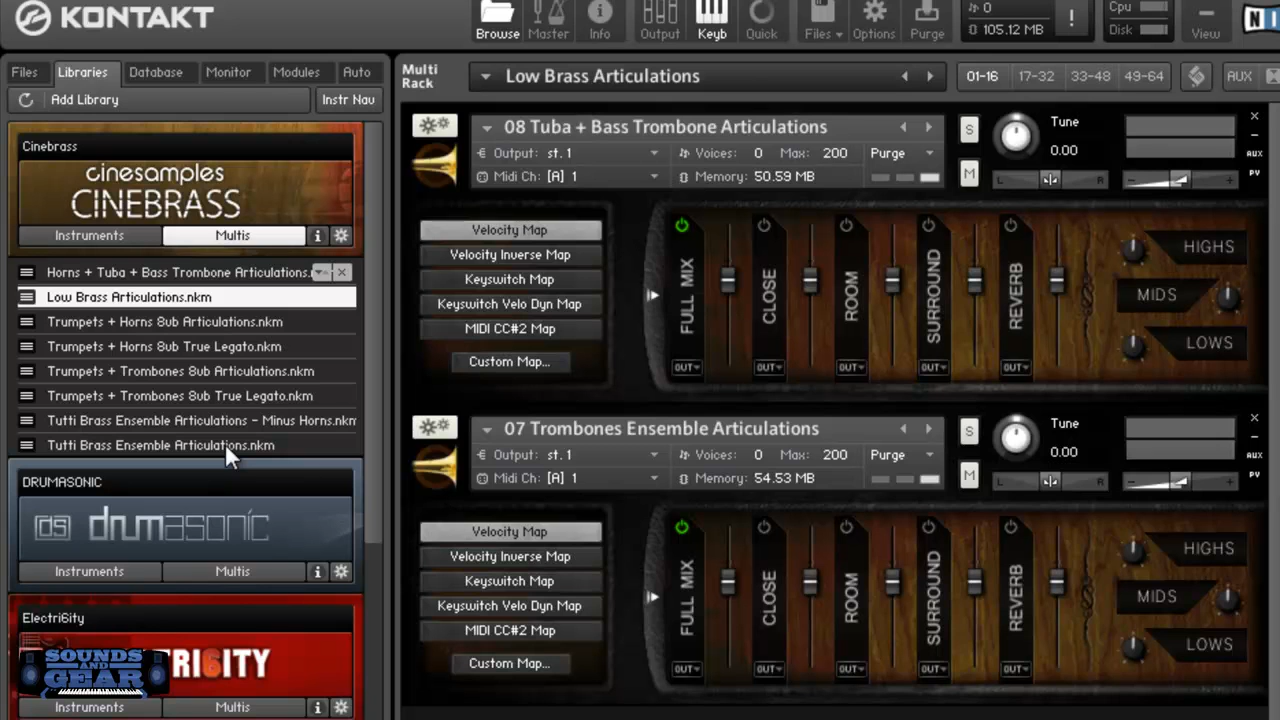 KONTAKT
Browse Master Info Output Keyb Quick Files Options Purge
0
105.12 MB
!
Cpu
Disk
View
NI
Files Libraries Database Monitor Modules Auto
Add Library
Instr Nav
Cinebrass
cinesamples
CINEBRASS
Instruments Multis i
Horns + Tuba + Bass Trombone Articulations.
Low Brass Articulations.nkm
Trumpets + Horns 8ub Articulations.nkm
Trumpets + Horns 8ub True Legato.nkm
Trumpets + Trombones 8ub Articulations.nkm
Trumpets + Trombones 8ub True Legato.nkm
Tutti Brass Ensemble Articulations - Minus Horns.nkm
Tutti Brass Ensemble Articulations.nkm
DRUMASONIC
ds drumasonic
Instruments Multis i
Electri6ity
TRI6ITY
SOUNDS
AND
GEAR
Instruments Multis i
Multi
Rack
Low Brass Articulations
01-16 17-32 33-48 49-64 AUX
08 Tuba + Bass Trombone Articulations
Output: st.1 Voices: 0 Max: 200 Purge
Midi Ch: [A] 1 Memory: 50.59 MB
S
M
Tune
0.00
L R
- +
AUX
PV
Velocity Map
Velocity Inverse Map
Keyswitch Map
Keyswitch Velo Dyn Map
MIDI CC#2 Map
Custom Map...
FULL MIX CLOSE ROOM SURROUND REVERB
OUT OUT OUT OUT OUT
HIGHS
MIDS
LOWS
07 Trombones Ensemble Articulations
Output: st.1 Voices: 0 Max: 200 Purge
Midi Ch: [A] 1 Memory: 54.53 MB
S
M
Tune
0.00
L R
- +
AUX
PV
Velocity Map
Velocity Inverse Map
Keyswitch Map
Keyswitch Velo Dyn Map
MIDI CC#2 Map
Custom Map...
FULL MIX CLOSE ROOM SURROUND REVERB
OUT OUT OUT OUT OUT
HIGHS
MIDS
LOWS